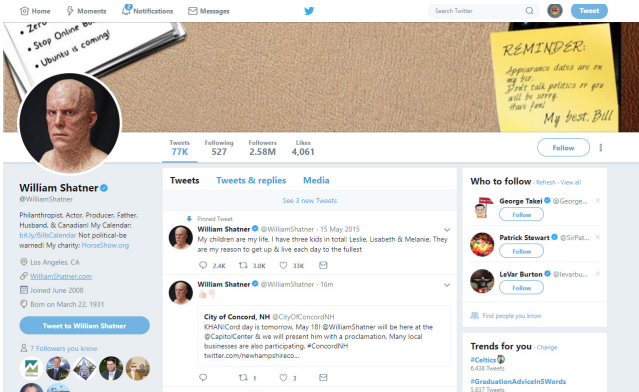 Home Moments Notifications Messages Search Twitter Tweet
2
• Stop Online
• Ubuntu is coming!
REMINDER:
Appearance dates are on
my bio.
Don't talk politics or you
will be sorry.
Have fun!
My best, Bill
Tweets Following Followers Likes
77K 527 2.58M 4,061
Follow
William Shatner
@WilliamShatner
Philanthropist, Actor, Producer, Father,
Husband, & Canadian! My Calendar:
bit.ly/BillsCalendar Not political-be
warned! My charity: HorseShow.org
Los Angeles, CA
WilliamShatner.com
Joined June 2008
Born on March 22, 1931
Tweet to William Shatner
7 Followers you know
Tweets Tweets & replies Media
See 3 new Tweets
Pinned Tweet
William Shatner @WilliamShatner · 15 May 2015
My children are my life. I have three kids in total: Leslie, Lisabeth & Melanie. They
are my reason to get up & live each day to the fullest
2.4K 3.0K 33K
William Shatner @WilliamShatner · 16m
City of Concord, NH @CityOfConcordNH
KHAN!Cord day is tomorrow, May 18! @WilliamShatner will be here at the
@CapitolCenter & we will present him with a proclamation. Many local
businesses are also participating. #ConcordNH
twitter.com/newhampshireco...
1 3
Who to follow · Refresh · View all
George Takei @George...
Follow
Patrick Stewart @SirPat...
Follow
LeVar Burton @levarbu...
Follow
Find people you know
Trends for you · Change
#Celtics
6,438 Tweets
#GraduationAdviceIn5Words
5,837 Tweets